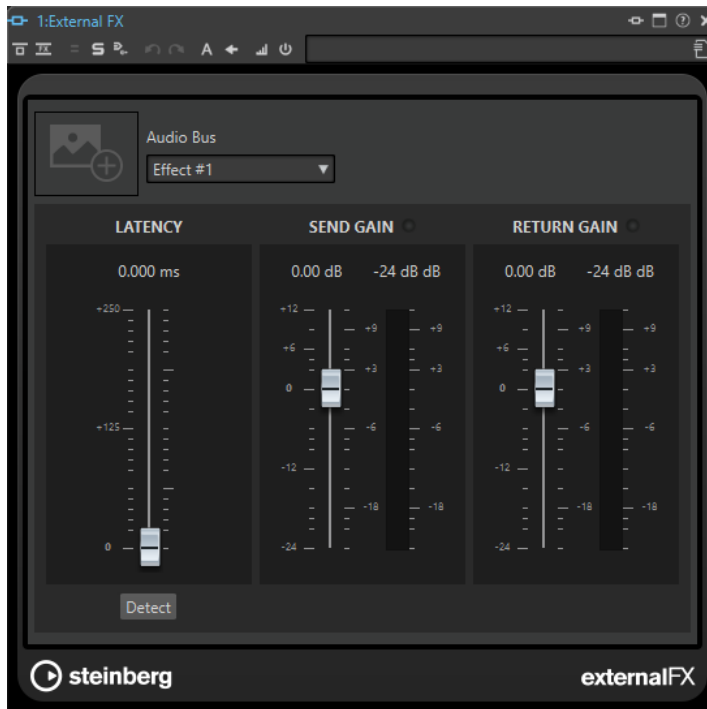 1:External FX
S A
Audio Bus
Effect #1
LATENCY SEND GAIN RETURN GAIN
0.000 ms 0.00 dB -24 dB dB 0.00 dB -24 dB dB
+250 +12 +12
+9 +9 +9 +9
+6 +6
+3 +3 +3 +3
0 0
+125 -6 -6 -6 -6
-12 -12
-18 -18 -18 -18
0 -24 -24
Detect
steinberg externalFX